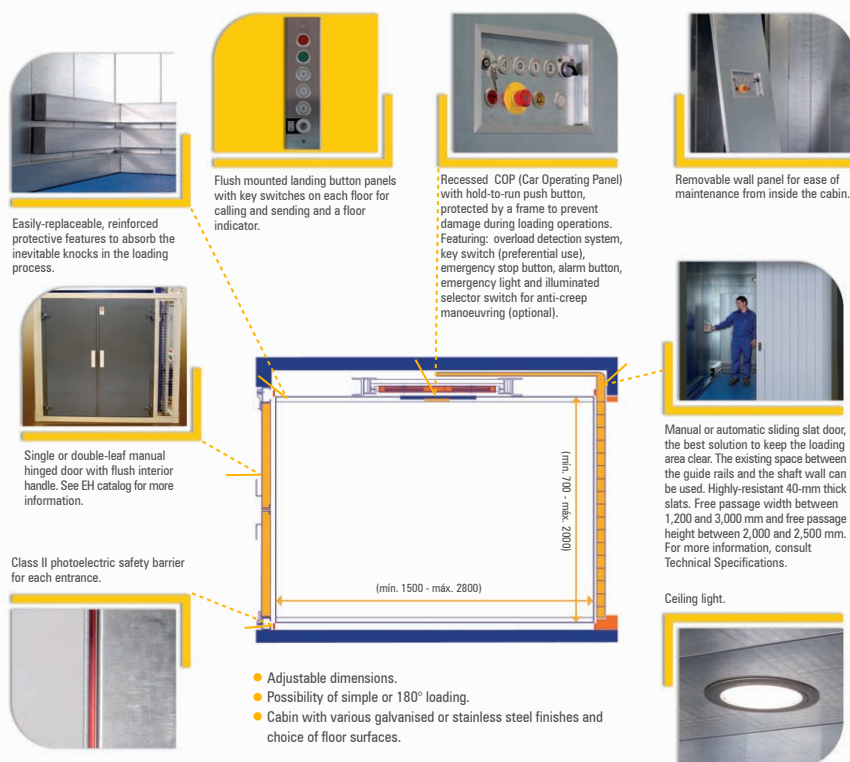 Flush mounted landing button panels
with key switches on each floor for
calling and sending and a floor
indicator.
Recessed COP (Car Operating Panel)
with hold-to-run push button,
protected by a frame to prevent
damage during loading operations.
Featuring: overload detection system,
key switch (preferential use),
emergency stop button, alarm button,
emergency light and illuminated
selector switch for anti-creep
manoeuvring (optional).
Removable wall panel for ease of
maintenance from inside the cabin.
Easily-replaceable, reinforced
protective features to absorb the
inevitable knocks in the loading
process.
Single or double-leaf manual
hinged door with flush interior
handle. See EH catalog for more
information.
Manual or automatic sliding slat door,
the best solution to keep the loading
area clear. The existing space between
the guide rails and the shaft wall can
be used. Highly-resistant 40-mm thick
slats. Free passage width between
1,200 and 3,000 mm and free passage
height between 2,000 and 2,500 mm.
For more information, consult
Technical Specifications.
(mín. 700 - máx. 2000)
(mín. 1500 - máx. 2800)
Class II photoelectric safety barrier
for each entrance.
Ceiling light.
Adjustable dimensions.
Possibility of simple or 180° loading.
Cabin with various galvanised or stainless steel finishes and
choice of floor surfaces.